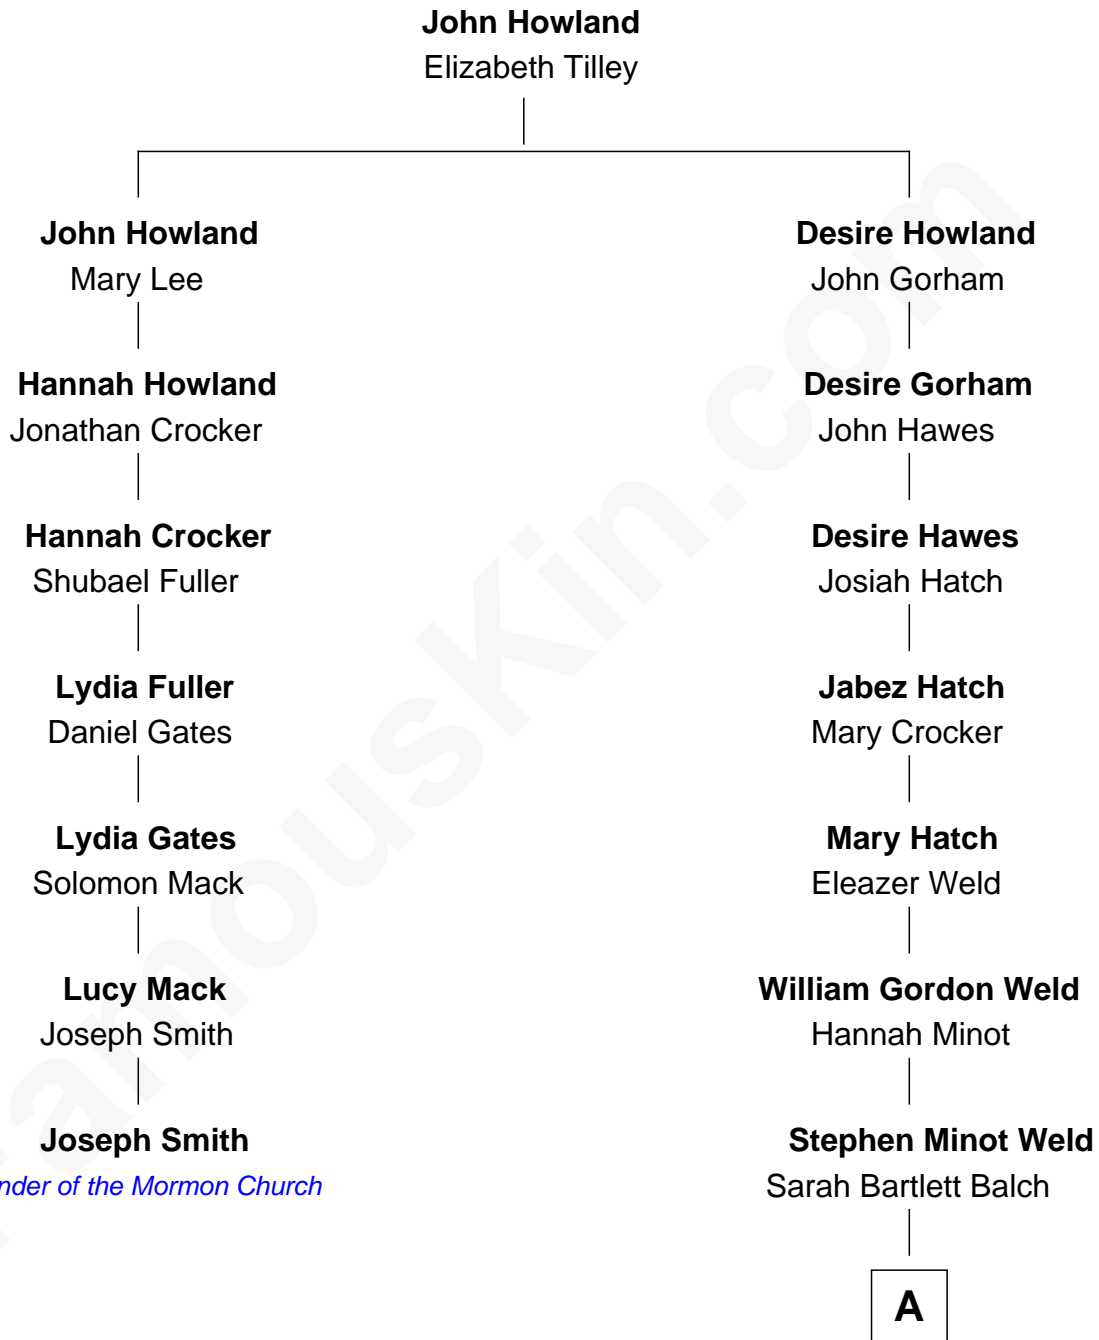 John Howland
Elizabeth Tilley
John Howland
Mary Lee
Desire Howland
John Gorham
Hannah Howland
Jonathan Crocker
Desire Gorham
John Hawes
Hannah Crocker
Shubael Fuller
Desire Hawes
Josiah Hatch
Lydia Fuller
Daniel Gates
Jabez Hatch
Mary Crocker
Lydia Gates
Solomon Mack
Mary Hatch
Eleazer Weld
Lucy Mack
Joseph Smith
William Gordon Weld
Hannah Minot
Joseph Smith
nder of the Mormon Church
Stephen Minot Weld
Sarah Bartlett Balch
A
FamousKin.com